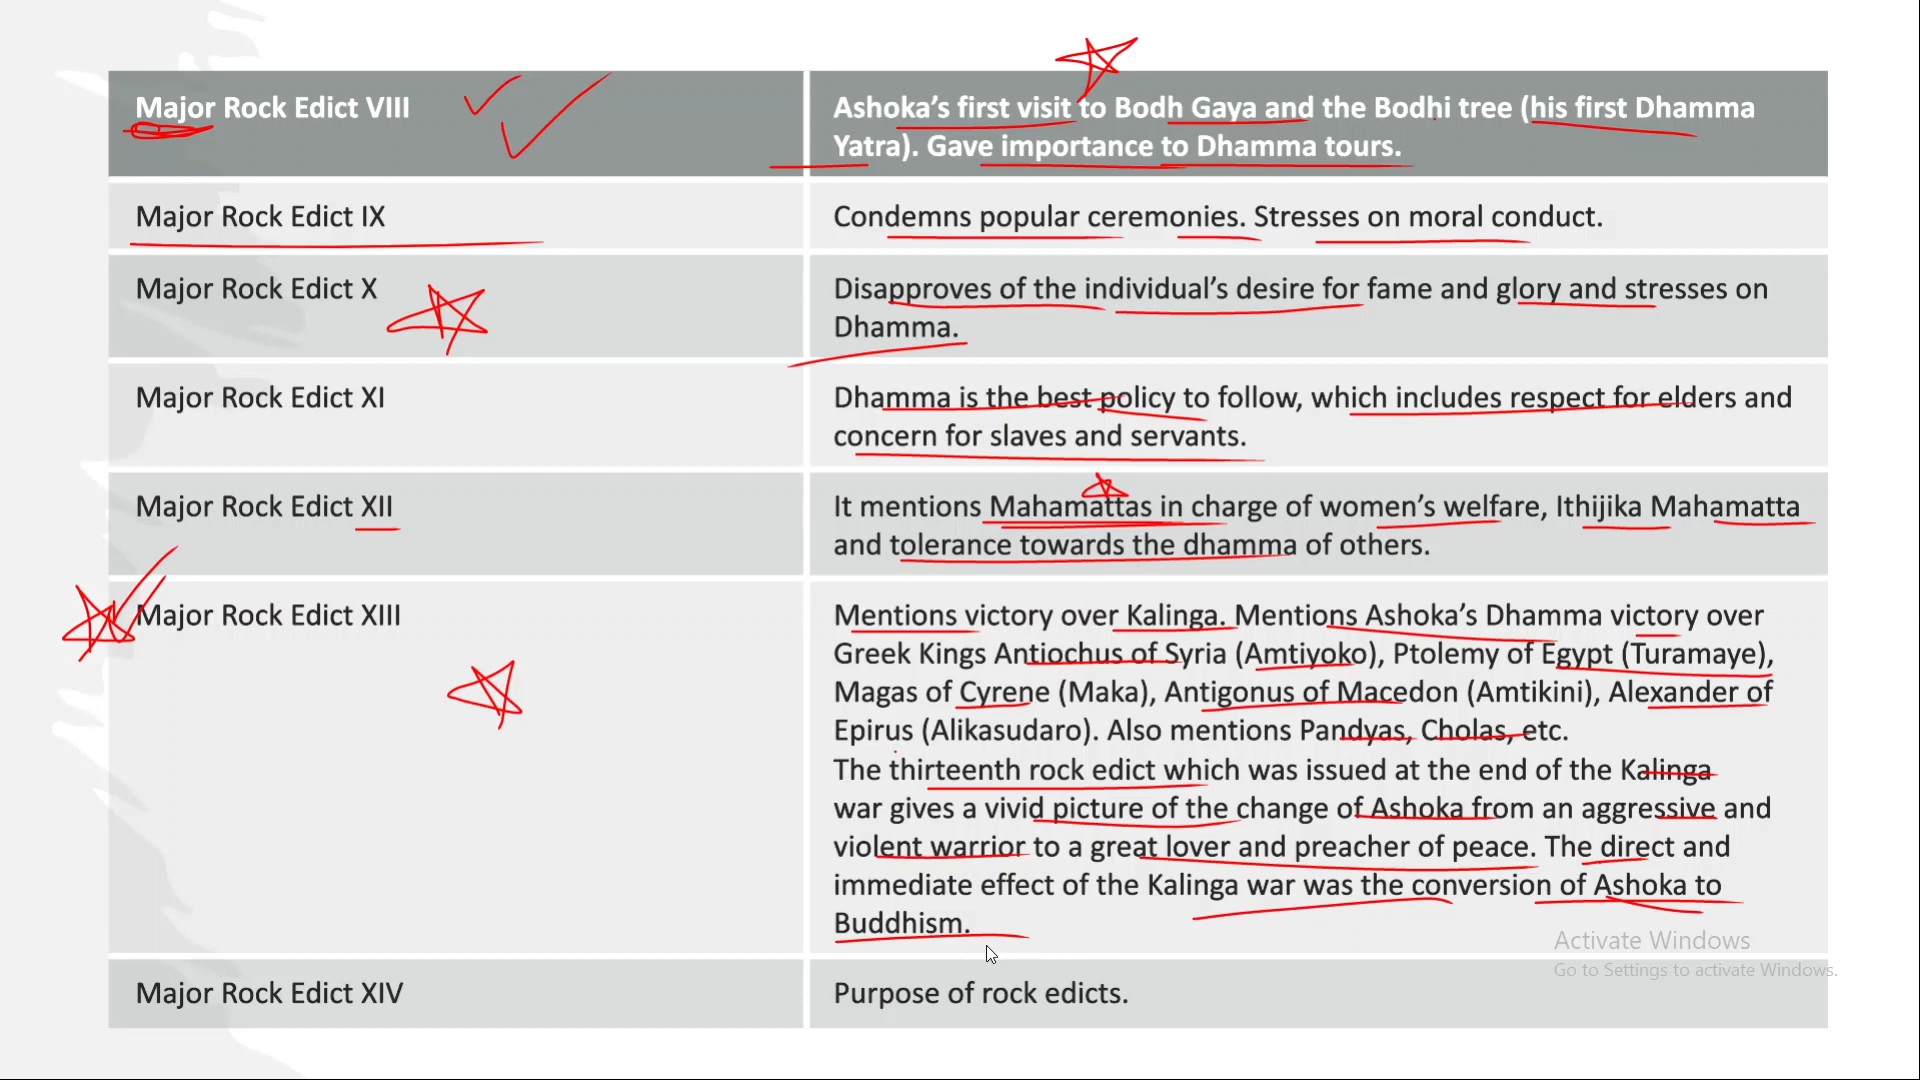 Major Rock Edict VIII
Ashoka’s first visit to Bodh Gaya and the Bodhi tree (his first Dhamma
Yatra). Gave importance to Dhamma tours.
Major Rock Edict IX
Condemns popular ceremonies. Stresses on moral conduct.
Major Rock Edict X
Disapproves of the individual’s desire for fame and glory and stresses on
Dhamma.
Major Rock Edict XI
Dhamma is the best policy to follow, which includes respect for elders and
concern for slaves and servants.
Major Rock Edict XII
It mentions Mahamattas in charge of women’s welfare, Ithijika Mahamatta
and tolerance towards the dhamma of others.
Major Rock Edict XIII
Mentions victory over Kalinga. Mentions Ashoka’s Dhamma victory over
Greek Kings Antiochus of Syria (Amtiyoko), Ptolemy of Egypt (Turamaye),
Magas of Cyrene (Maka), Antigonus of Macedon (Amtikini), Alexander of
Epirus (Alikasudaro). Also mentions Pandyas, Cholas, etc.
The thirteenth rock edict which was issued at the end of the Kalinga
war gives a vivid picture of the change of Ashoka from an aggressive and
violent warrior to a great lover and preacher of peace. The direct and
immediate effect of the Kalinga war was the conversion of Ashoka to
Buddhism.
Activate Windows
Go to Settings to activate Windows.
Major Rock Edict XIV
Purpose of rock edicts.